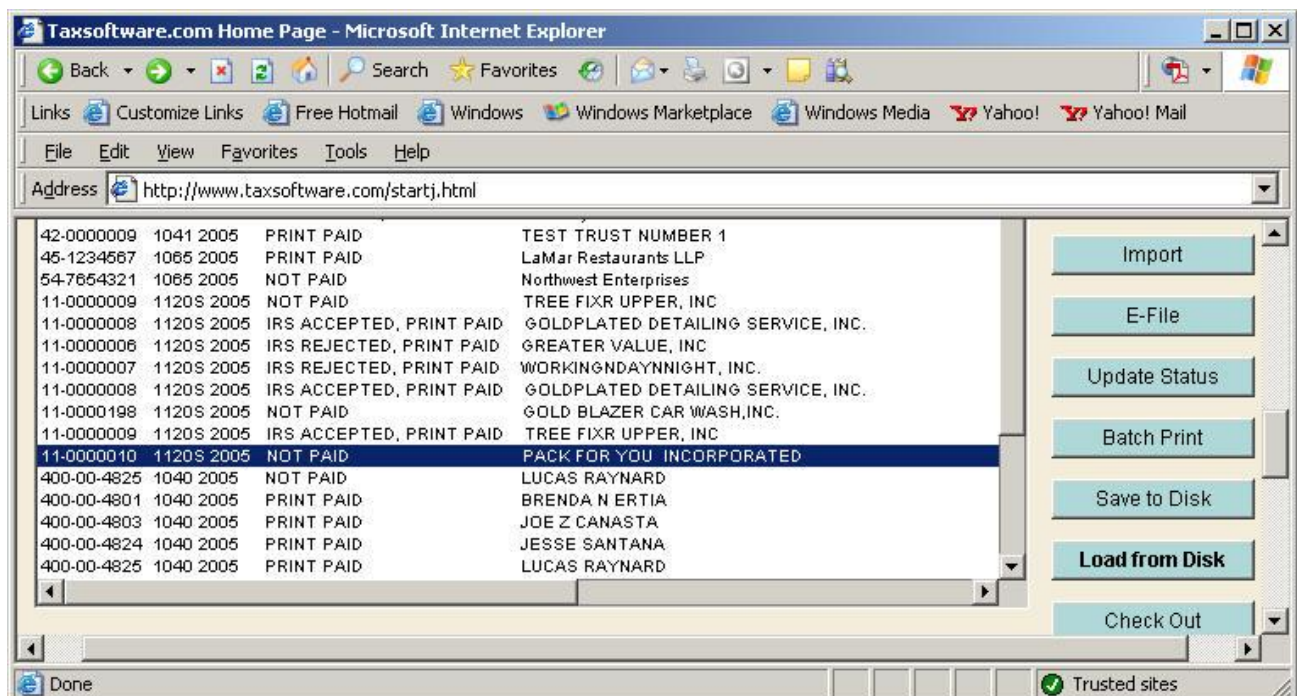 Taxsoftware.com Home Page - Microsoft Internet Explorer
Back Search Favorites
Links Customize Links Free Hotmail Windows Windows Marketplace Windows Media Yahoo! Yahoo! Mail
File Edit View Favorites Tools Help
Address http://www.taxsoftware.com/startj.html
42-0000009 1041 2005 PRINT PAID TEST TRUST NUMBER 1
45-1234567 1065 2005 PRINT PAID LaMar Restaurants LLP
54-7654321 1065 2005 NOT PAID Northwest Enterprises
11-0000009 1120S 2005 NOT PAID TREE FIXR UPPER, INC
11-0000008 1120S 2005 IRS ACCEPTED, PRINT PAID GOLDPLATED DETAILING SERVICE, INC.
11-0000006 1120S 2005 IRS REJECTED, PRINT PAID GREATER VALUE, INC
11-0000007 1120S 2005 IRS REJECTED, PRINT PAID WORKINGNDAYNNIGHT, INC.
11-0000008 1120S 2005 IRS ACCEPTED, PRINT PAID GOLDPLATED DETAILING SERVICE, INC.
11-0000198 1120S 2005 NOT PAID GOLD BLAZER CAR WASH,INC.
11-0000009 1120S 2005 IRS ACCEPTED, PRINT PAID TREE FIXR UPPER, INC
11-0000010 1120S 2005 NOT PAID PACK FOR YOU INCORPORATED
400-00-4825 1040 2005 NOT PAID LUCAS RAYNARD
400-00-4801 1040 2005 PRINT PAID BRENDA N ERTIA
400-00-4803 1040 2005 PRINT PAID JOE Z CANASTA
400-00-4824 1040 2005 PRINT PAID JESSE SANTANA
400-00-4825 1040 2005 PRINT PAID LUCAS RAYNARD
Import
E-File
Update Status
Batch Print
Save to Disk
Load from Disk
Check Out
Done Trusted sites